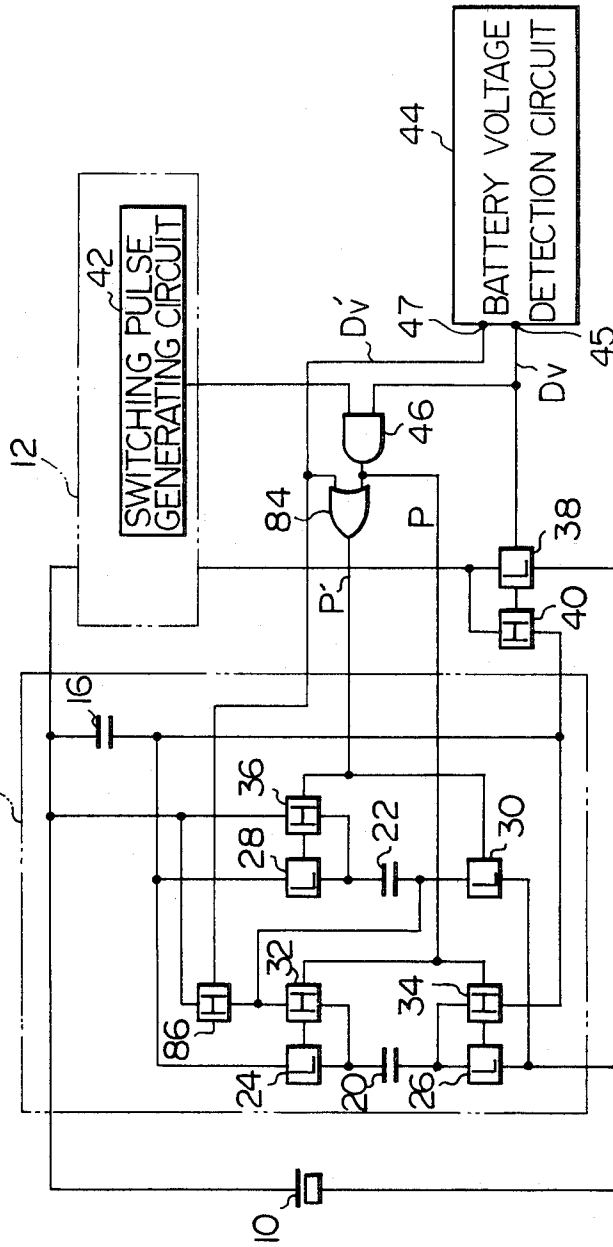 12
42
SWITCHING PULSE
GENERATING CIRCUIT
44
BATTERY VOLTAGE
DETECTION CIRCUIT
47
45
Dv'
Dv
46
84
P
P'
L
38
H
40
16
H
36
L
28
22
L
30
H
86
H
32
L
24
20
H
34
L
26
10